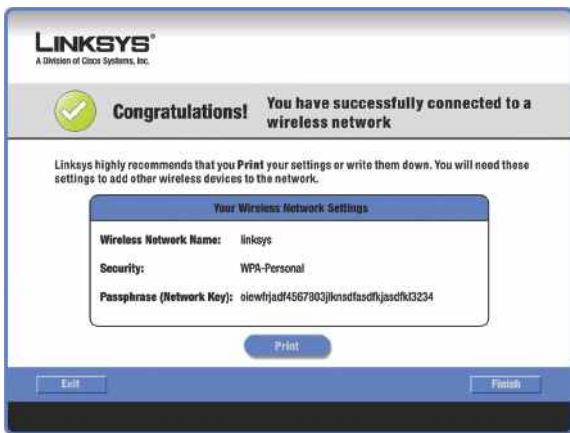 LINKSYS®
A Division of Cisco Systems, Inc.
Congratulations!
You have successfully connected to a
wireless network
Linksys highly recommends that you Print your settings or write them down. You will need these
settings to add other wireless devices to the network.
Your Wireless Network Settings
Wireless Network Name: linksys
Security: WPA-Personal
Passphrase (Network Key): oiewfrjadf4567803jlknsdfasdfkjasdfkl3234
Print
Exit
Finish